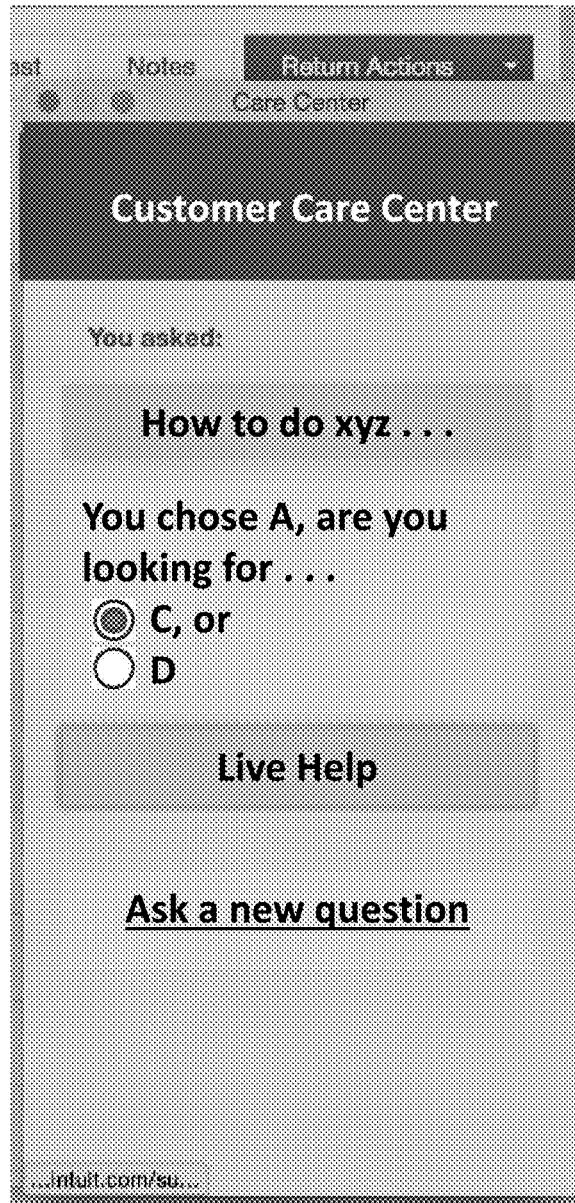 Notes Return Actions
Care Center
Customer Care Center
You asked:
How to do xyz . . .
You chose A, are you
looking for . . .
C, or
D
Live Help
Ask a new question
...intuit.com/su...